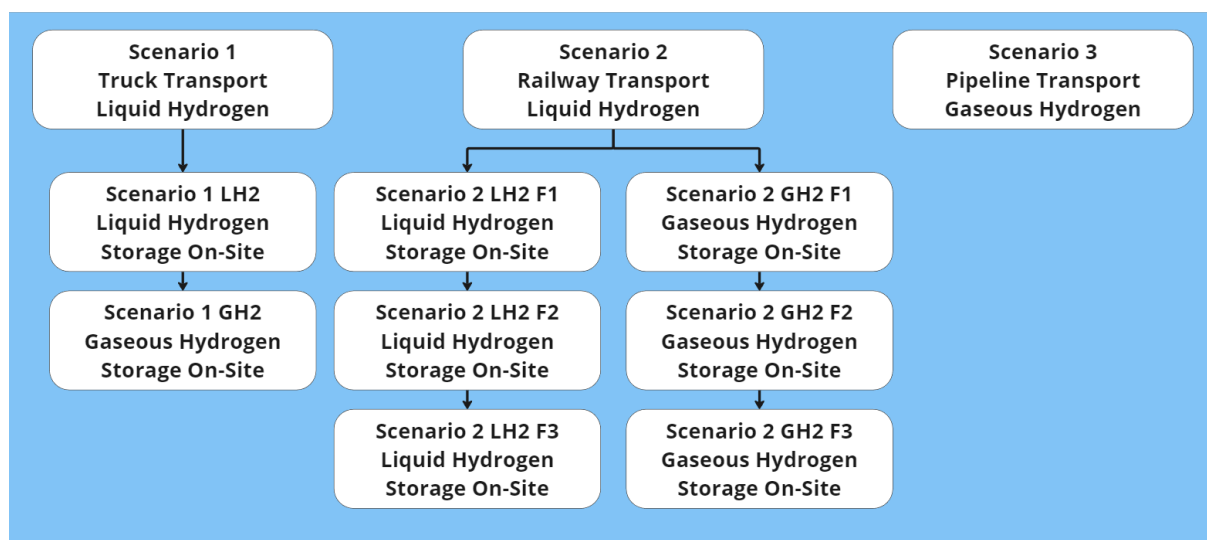 Scenario 1
Truck Transport
Liquid Hydrogen
Scenario 2
Railway Transport
Liquid Hydrogen
Scenario 3
Pipeline Transport
Gaseous Hydrogen
Scenario 1 LH2
Liquid Hydrogen
Storage On-Site
Scenario 2 LH2 F1
Liquid Hydrogen
Storage On-Site
Scenario 2 GH2 F1
Gaseous Hydrogen
Storage On-Site
Scenario 1 GH2
Gaseous Hydrogen
Storage On-Site
Scenario 2 LH2 F2
Liquid Hydrogen
Storage On-Site
Scenario 2 GH2 F2
Gaseous Hydrogen
Storage On-Site
Scenario 2 LH2 F3
Liquid Hydrogen
Storage On-Site
Scenario 2 GH2 F3
Gaseous Hydrogen
Storage On-Site